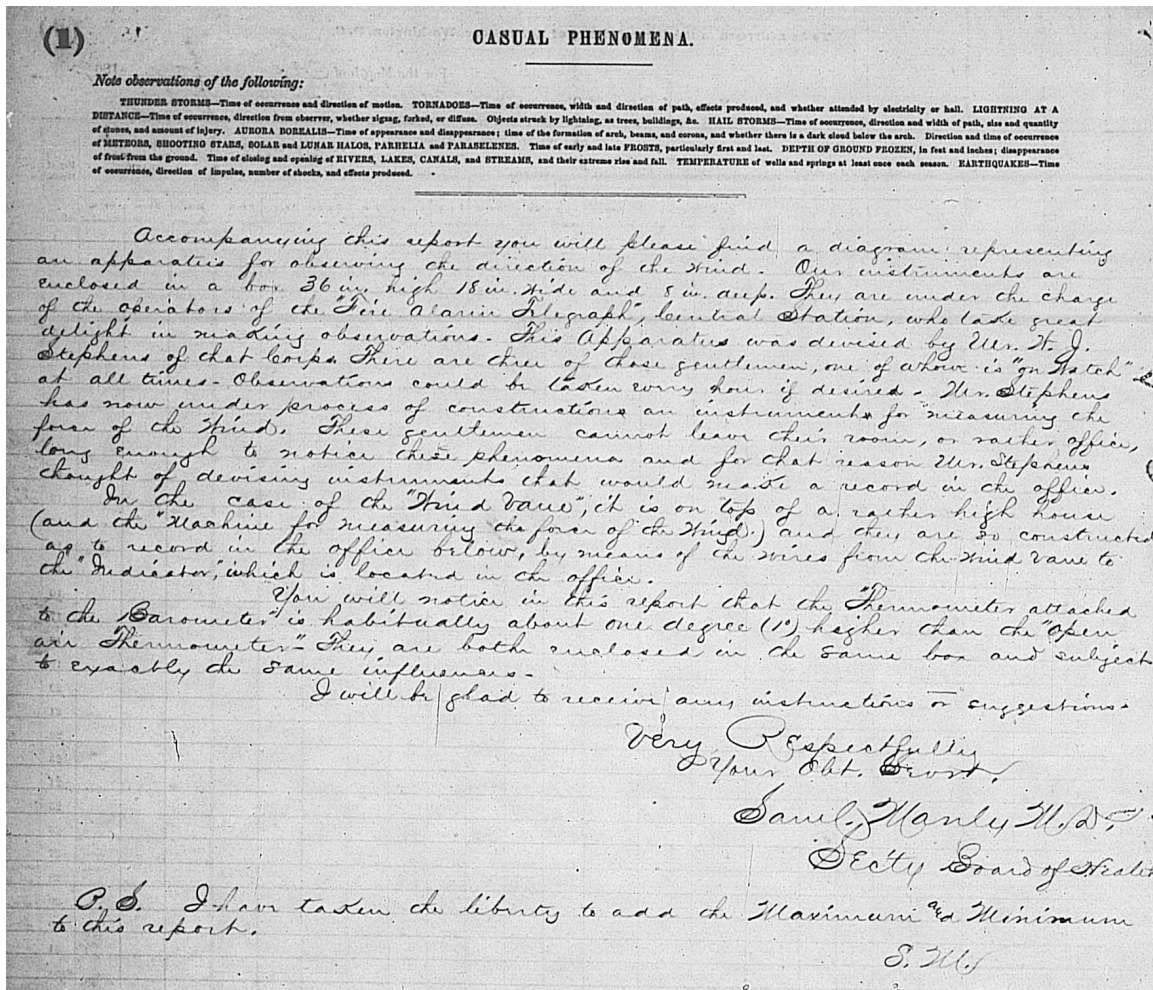 (1)
CASUAL PHENOMENA.
Note observations of the following:
THUNDER STORMS—Time of occurrence and direction of motion. TORNADOES—Time of occurrence, width and direction of path, effects produced, and whether attended by electricity or hail. LIGHTNING AT A
DISTANCE—Time of occurrence, direction from observer, whether zigzag, forked, or diffuse. Objects struck by lightning, as trees, buildings, &c. HAIL STORMS—Time of occurrence, direction and width of path, size and quantity
of stones, and amount of injury. AURORA BOREALIS—Time of appearance and disappearance; time of the formation of arch, beams, and corona, and whether there is a dark cloud below the arch. Direction and time of occurrence
of METEORS, SHOOTING STARS, SOLAR and LUNAR HALOS, PARHELIA and PARASELENES. Time of early and late FROSTS, particularly first and last. DEPTH OF GROUND FROZEN, in feet and inches; disappearance
of frost from the ground. Time of closing and opening of RIVERS, LAKES, CANALS, and STREAMS, and their extreme rise and fall. TEMPERATURE of wells and springs at least once each season. EARTHQUAKES—Time
of occurrence, direction of impulse, number of shocks, and effects produced.
Accompanying this report you will please find a diagram representing
an apparatus for observing the direction of the Wind. Our instruments are
enclosed in a box 36 in. high 18 in. wide and 8 in. deep. They are under the charge
of the operators of the "Fire Alarm Telegraph", Central Station, who take great
delight in making observations. This Apparatus was devised by Mr. W. J.
Stephens of that Corps. There are three of those gentlemen, one of whom is "on Watch"
at all times - Observations could be taken every hour if desired. Mr. Stephens
has now under process of construction an instrument for measuring the
force of the Wind. These gentlemen cannot leave their room, or rather office,
long enough to notice these phenomena and for that reason Mr. Stephens
thought of devising instruments that would make a record in the office.
In the case of the "Wind Vane", it is on top of a rather high house
(and the "Machine for measuring the force of the Wind.) and they are so constructed
as to record in the office below, by means of the wires from the Wind Vane to
the "Indicator", which is located in the office.
You will notice in this report that the "Thermometer attached
to the Barometer" is habitually about one degree (1°) higher than the "Open
air Thermometer" - They are both enclosed in the same box and subject
to exactly the same influences -
I will be glad to receive any instructions or suggestions -
Very Respectfully
Your Obt. Servt.
Saml. Manly M.D.
Sec'ty Board of Health
P. S. I have taken the liberty to add the Maximum and Minimum
to this report.
S. M.